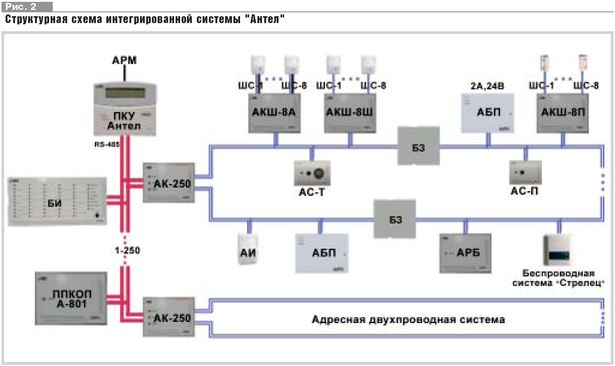 Рис. 2
Структурная схема интегрированной системы "Антел"
АРМ
ПКУ
Антел
RS-485
ШС-1 ШС-8
АКШ-8А
ШС-1 ШС-8
АКШ-8Ш
БЗ
2А,24В
АБП
ШС-1 ШС-8
АКШ-8П
АК-250
АС-Т
АС-П
БИ
1-250
АИ
АБП
БЗ
АРБ
Беспроводная
система "Стрелец"
ППКОП
А-801
АК-250
Адресная двухпроводная система